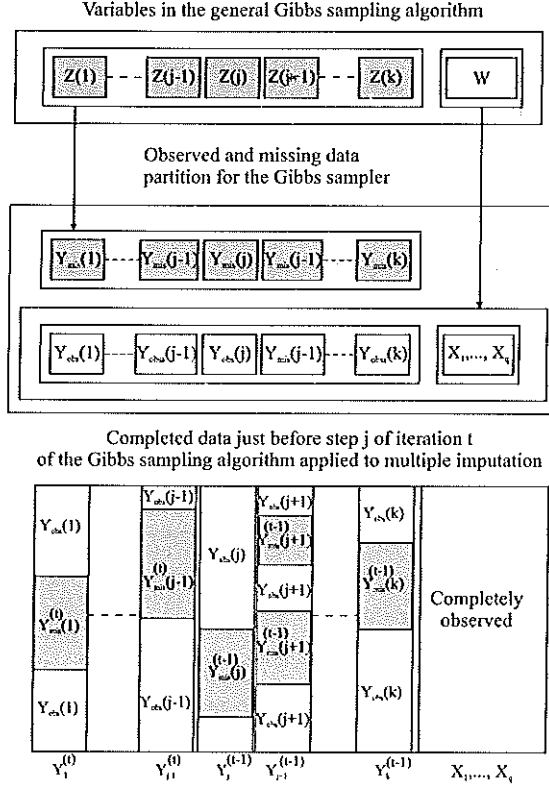 Variables in the general Gibbs sampling algorithm
Z(1) Z(j-1) Z(j) Z(j-1) Z(k) W
Observed and missing data
partition for the Gibbs sampler
Y_mis(1) Y_mis(j-1) Y_mis(j) Y_mis(j-1) Y_mis(k)
Y_obs(1) Y_obs(j-1) Y_obs(j) Y_mis(j-1) Y_obs(k) X_1,..., X_q
Completed data just before step j of iteration t
of the Gibbs sampling algorithm applied to multiple imputation
Y_obs(j-1) Y_obs(j+1) Y_obs(k)
Y_obs(1) Y_obs(j) (t-1) Y_mis(j+1)
(t) Y_mis(j-1) (t-1) Y_mis(k)
(t) Y_mis(1) Y_obs(j+1) Completely
observed
(t-1) Y_mis(j) (t-1) Y_mis(j+1)
Y_obs(1) Y_obs(j-1) Y_obs(j+1) Y_obs(k)
Y_1^(t) Y_j-1^(t) Y_j^(t-1) Y_j-1^(t-1) Y_k^(t-1) X_1,..., X_q